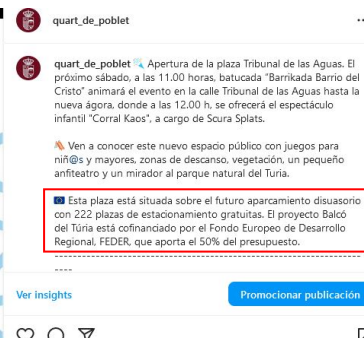 quart_de_poblet
quart_de_poblet 🔍 Apertura de la plaza Tribunal de las Aguas. El
próximo sábado, a las 11.00 horas, batucada "Barrikada Barrio del
Cristo" animará el evento en la calle Tribunal de las Aguas hasta la
nueva ágora, donde a las 12.00 h, se ofrecerá el espectáculo
infantil "Corral Kaos", a cargo de Scura Splats.
Ven a conocer este nuevo espacio público con juegos para
niñ@s y mayores, zonas de descanso, vegetación, un pequeño
anfiteatro y un mirador al parque natural del Turia.
🇪🇺 Esta plaza está situada sobre el futuro aparcamiento disuasorio
con 222 plazas de estacionamiento gratuitas. El proyecto Balcó
del Túria está cofinanciado por el Fondo Europeo de Desarrollo
Regional, FEDER, que aporta el 50% del presupuesto.
--------------------------------------------------------------------
----
Ver insights
Promocionar publicación